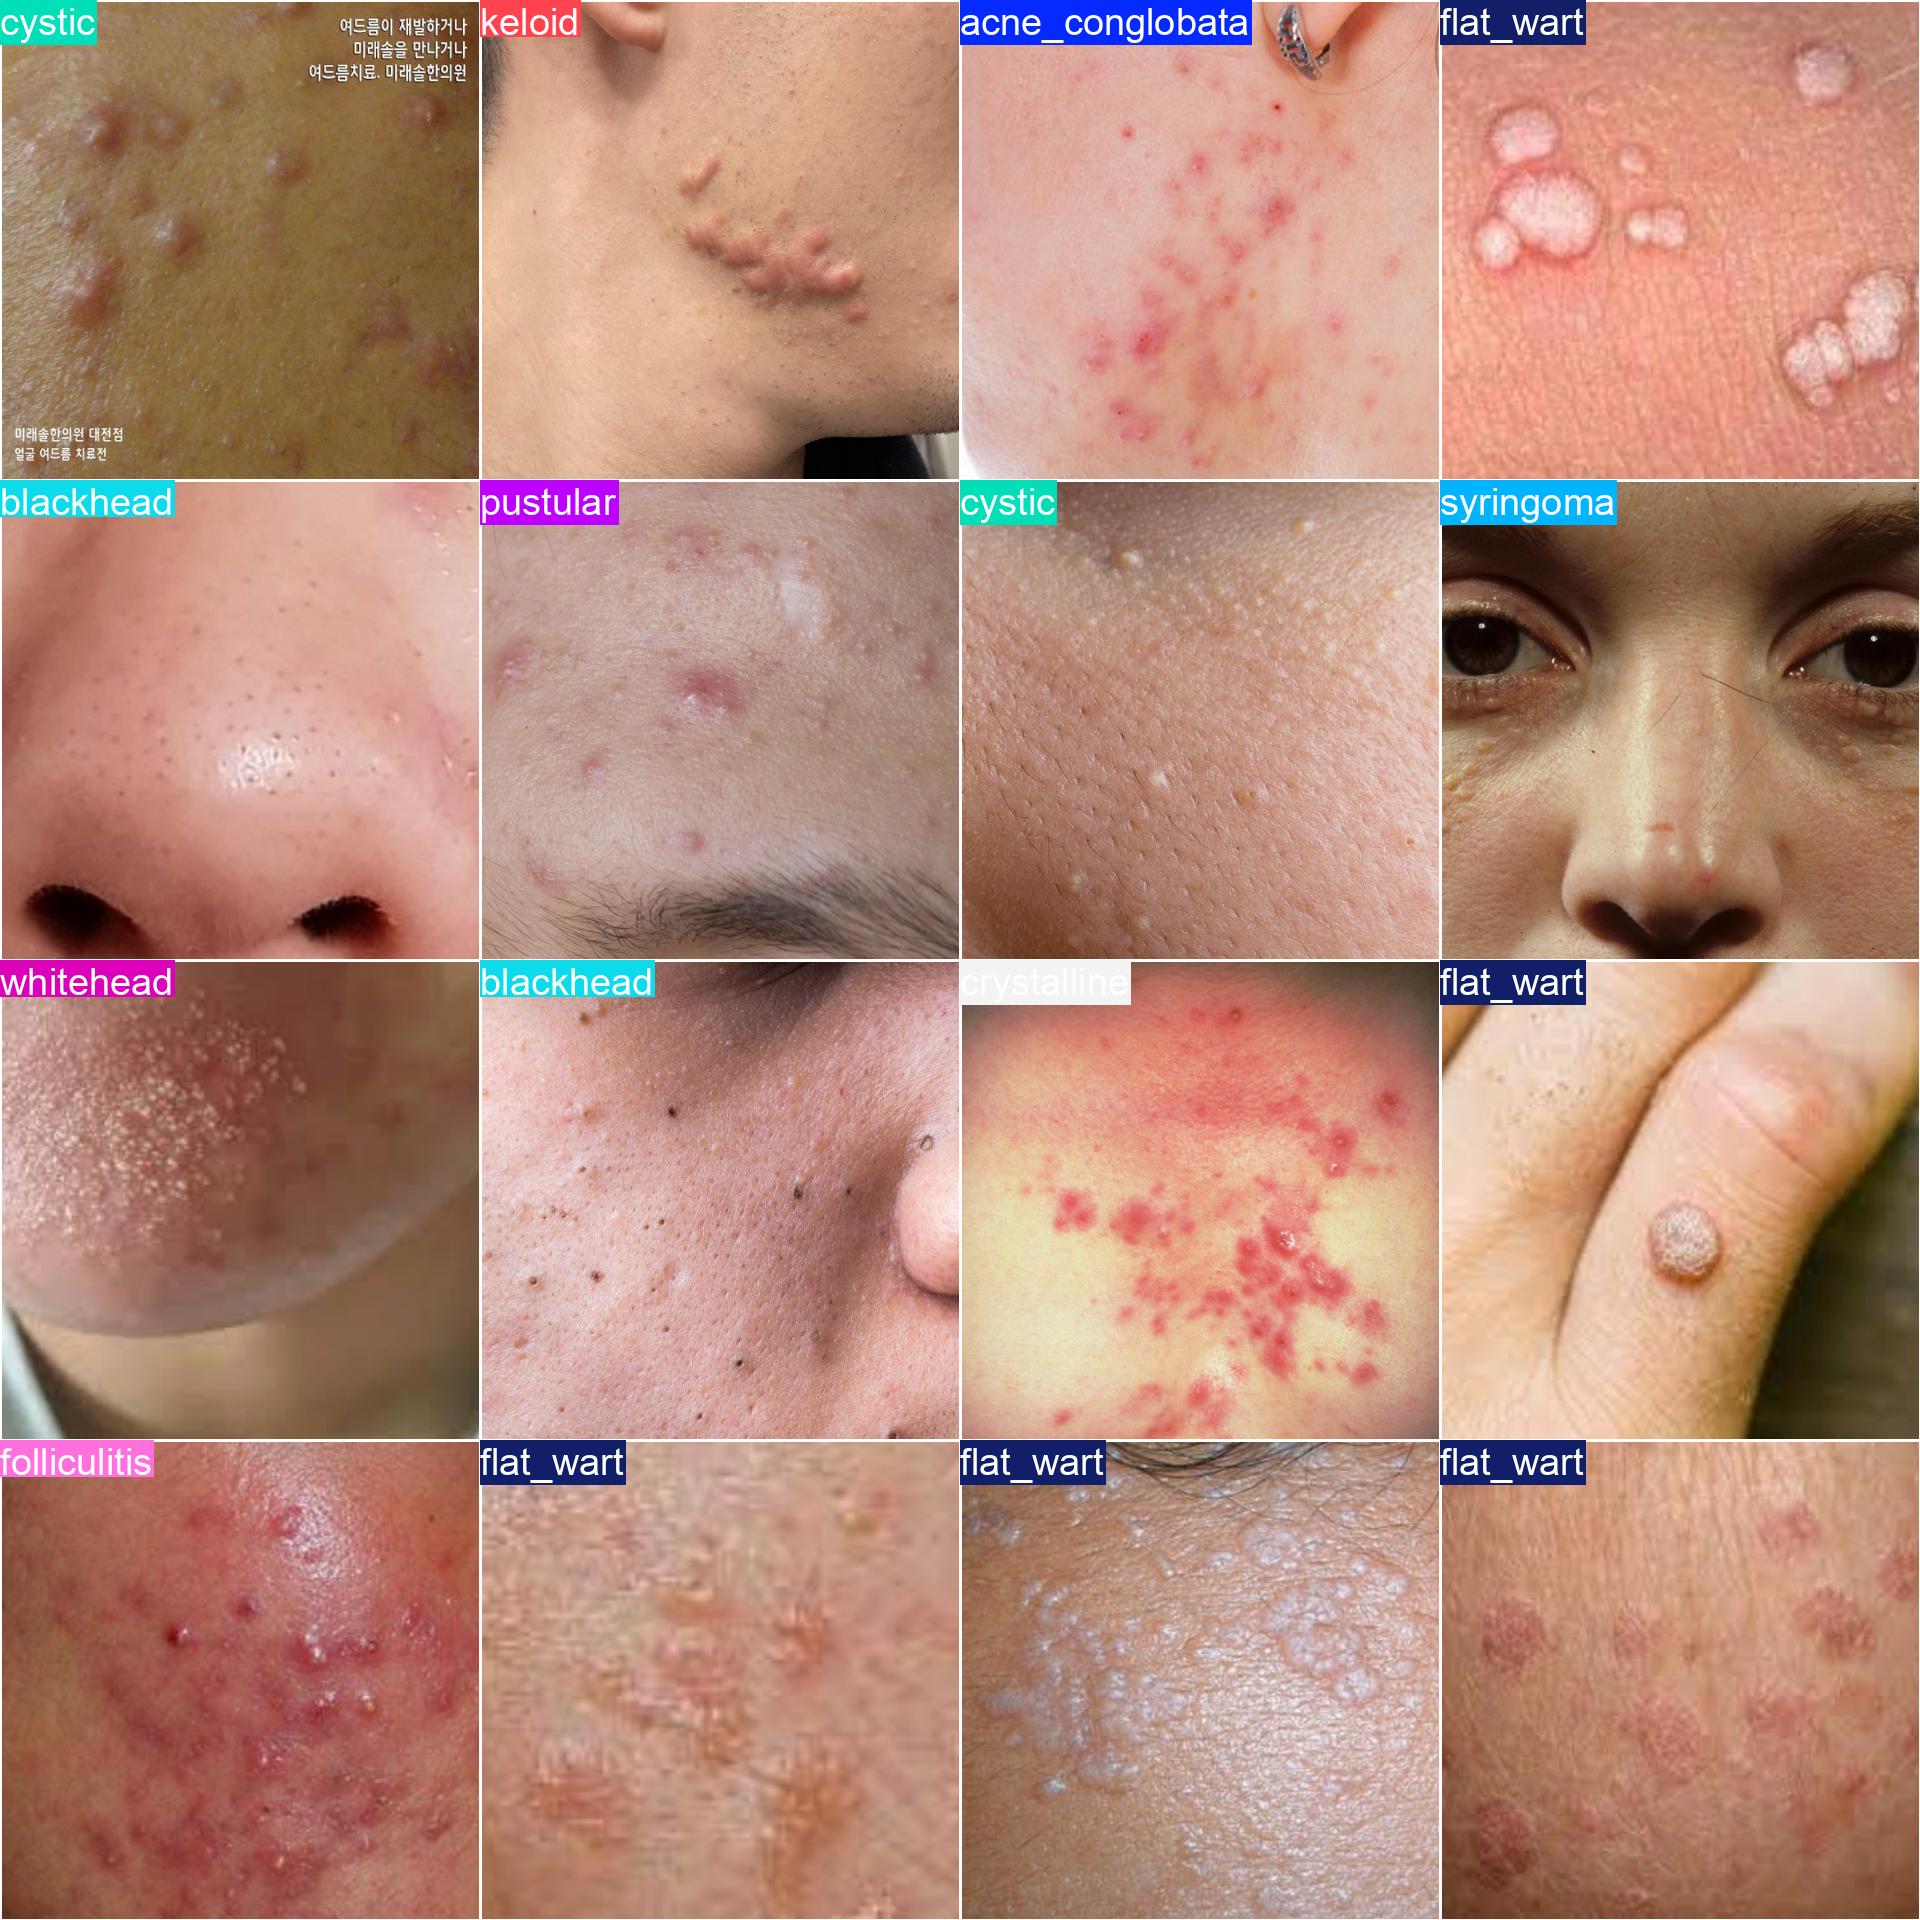 cystic
여드름이 재발하거나
미래솔을 만나거나
여드름치료. 미래솔한의원
미래솔한의원 대전점
얼굴 여드름 치료전
keloid
acne_conglobata
flat_wart
blackhead
pustular
cystic
syringoma
whitehead
blackhead
crystalline
flat_wart
folliculitis
flat_wart
flat_wart
flat_wart